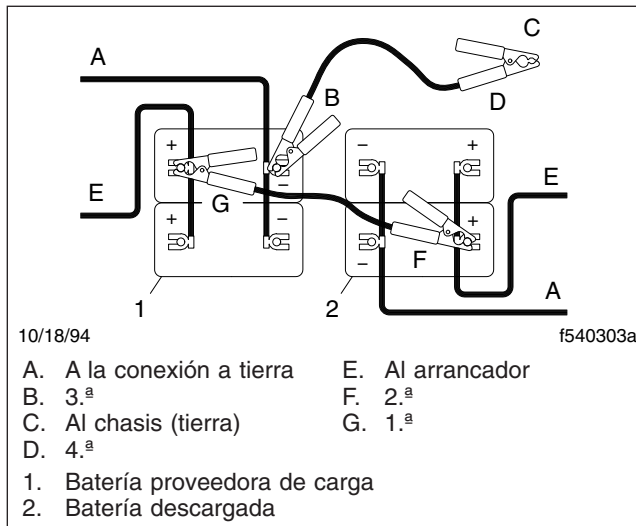 A
C
B
D
+
-
-
+
E
E
G
+
-
+
F
-
1
2
A
10/18/94
f540303a
A. A la conexión a tierra
B. 3.ª
C. Al chasis (tierra)
D. 4.ª
E. Al arrancador
F. 2.ª
G. 1.ª
1. Batería proveedora de carga
2. Batería descargada